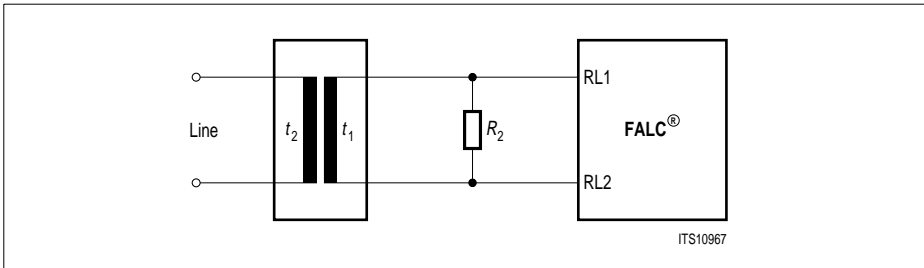 RL1
Line
t2
t1
R2
FALC®
RL2
ITS10967